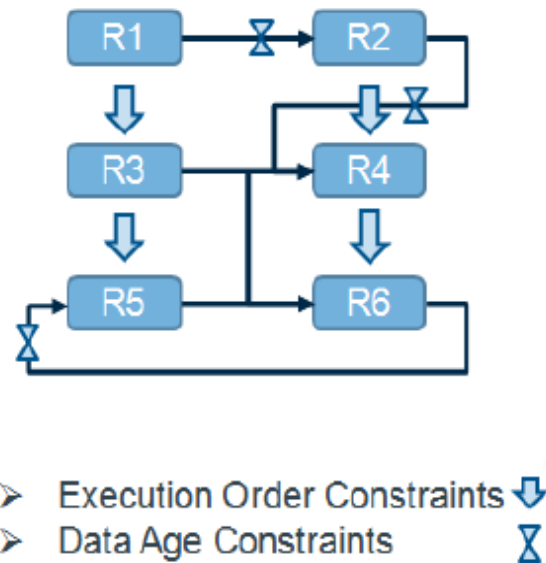 R1 R2
R3 R4
R5 R6
➢ Execution Order Constraints
➢ Data Age Constraints